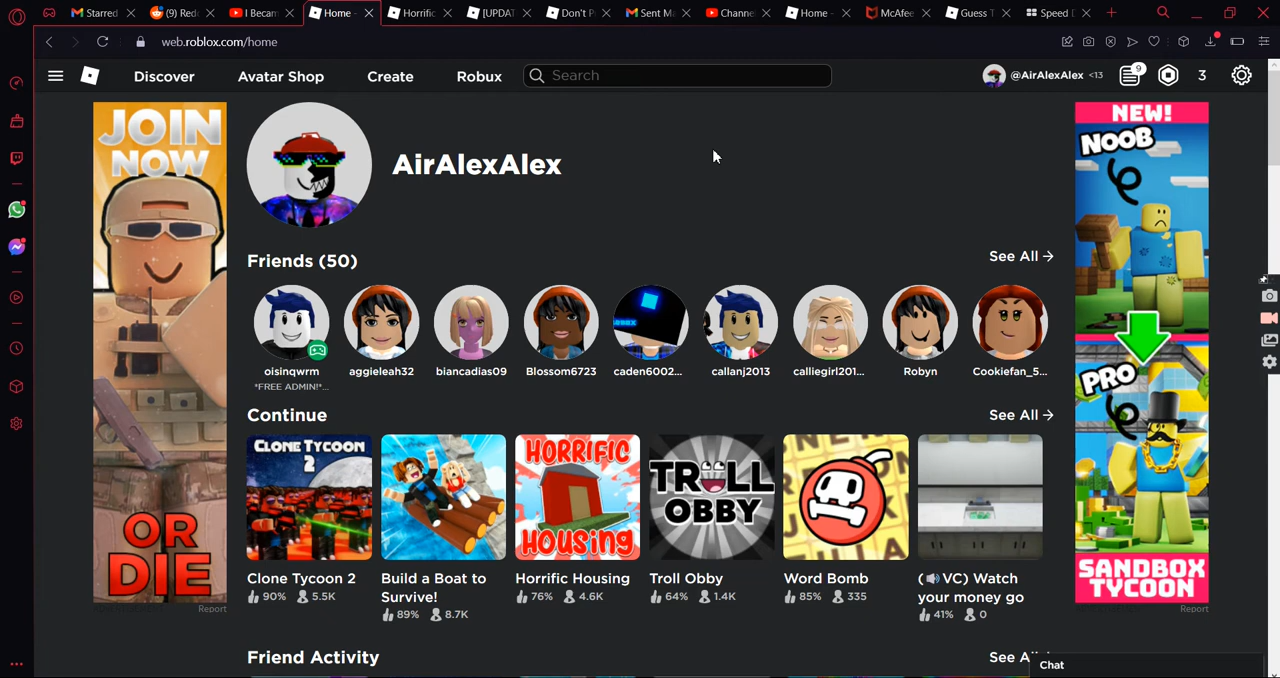 Starred
(9) Redd
I Becam
Home -
Horrific
[UPDAT
Don't P
Sent Ma
Channe
Home -
McAfee
Guess T
Speed D
web.roblox.com/home
Discover
Avatar Shop
Create
Robux
Search
@AirAlexAlex <13
9
3
JOIN
NOW
OR
DIE
Report
AirAlexAlex
Friends (50)
See All →
oisinqwrm
*FREE ADMIN!*...
aggieleah32
biancadias09
Blossom6723
caden6002...
callanj2013
calliegirl201...
Robyn
Cookiefan_5...
Continue
See All →
CLONE TYCOON
2
HORRIFIC
HOUSING
TROLL
OBBY
Clone Tycoon 2
90% 5.5K
Build a Boat to
Survive!
89% 8.7K
Horrific Housing
76% 4.6K
Troll Obby
64% 1.4K
Word Bomb
85% 335
(🔊VC) Watch
your money go
41% 0
Friend Activity
See Al
Chat
NEW!
NOOB
PRO
SANDBOX
TYCOON
Report